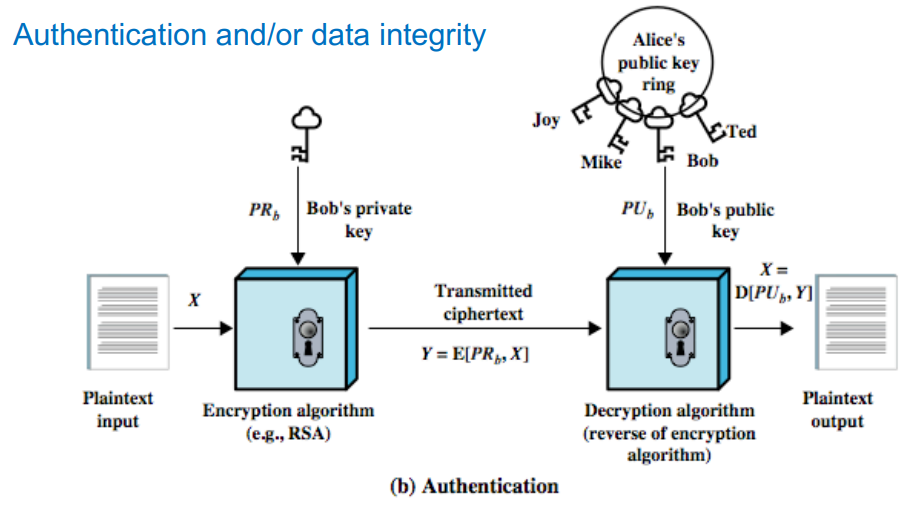 Authentication and/or data integrity
Alice's
public key
ring
Joy
Mike
Bob
Ted
PR_b
Bob's private
key
PU_b
Bob's public
key
X
Transmitted
ciphertext
Y = E[PR_b, X]
X =
D[PU_b, Y]
Plaintext
input
Encryption algorithm
(e.g., RSA)
Decryption algorithm
(reverse of encryption
algorithm)
Plaintext
output
(b) Authentication